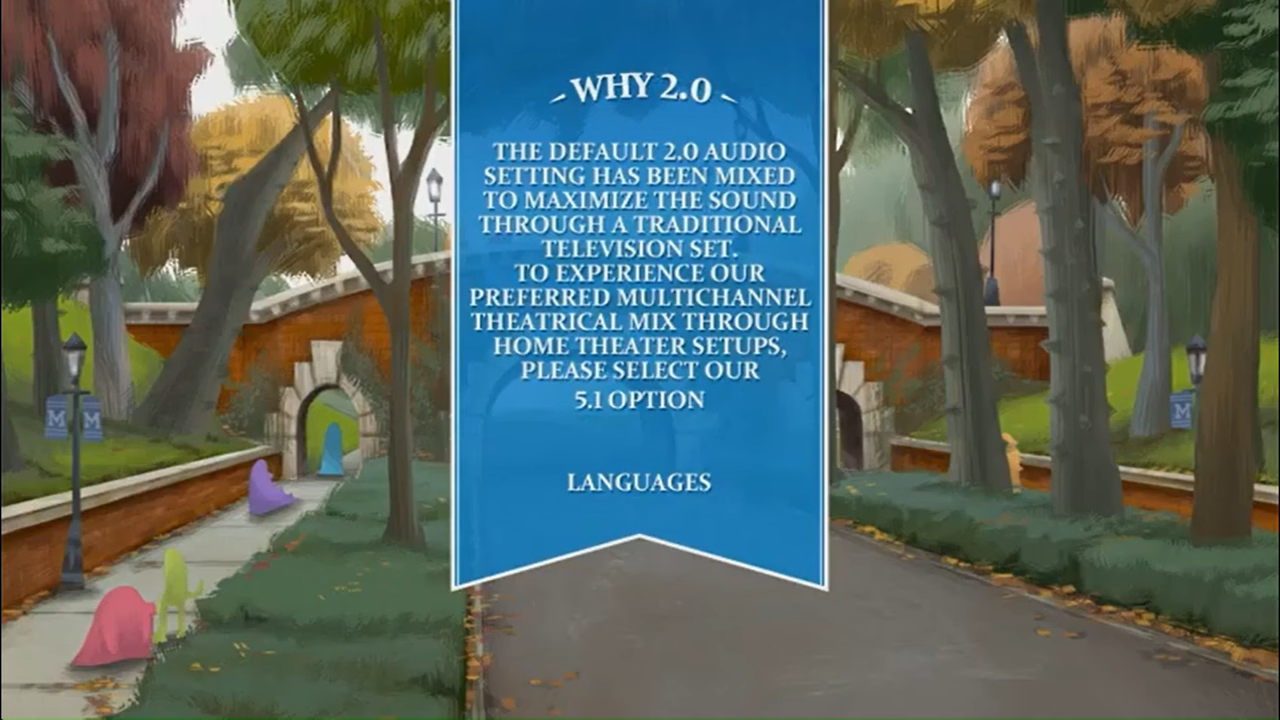 WHY 2.0
THE DEFAULT 2.0 AUDIO
SETTING HAS BEEN MIXED
TO MAXIMIZE THE SOUND
THROUGH A TRADITIONAL
TELEVISION SET.
TO EXPERIENCE OUR
PREFERRED MULTICHANNEL
THEATRICAL MIX THROUGH
HOME THEATER SETUPS,
PLEASE SELECT OUR
5.1 OPTION
LANGUAGES
M M
M